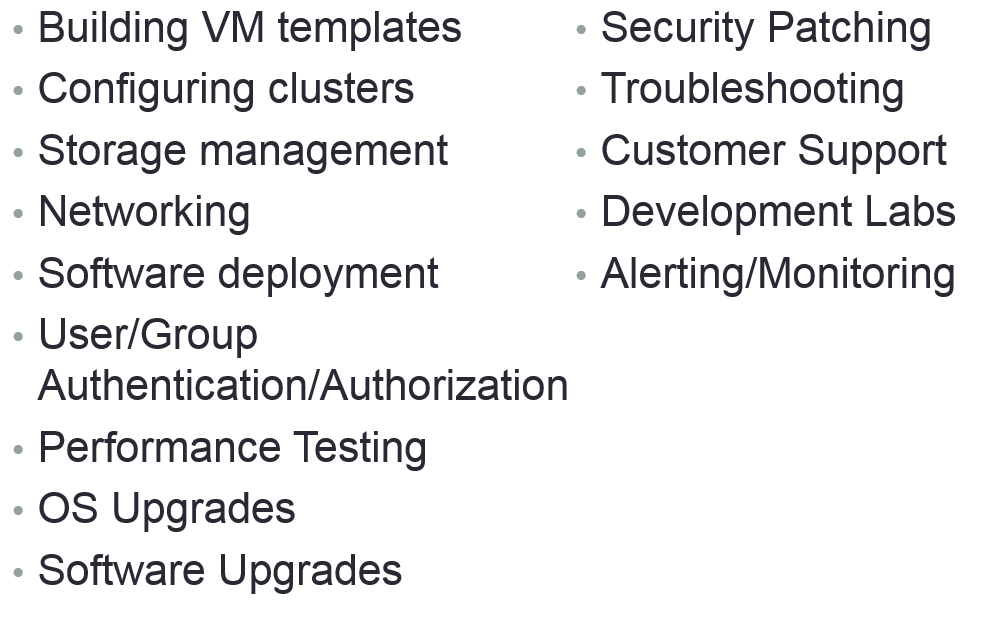 • Building VM templates
• Configuring clusters
• Storage management
• Networking
• Software deployment
• User/Group
Authentication/Authorization
• Performance Testing
• OS Upgrades
• Software Upgrades
• Security Patching
• Troubleshooting
• Customer Support
• Development Labs
• Alerting/Monitoring